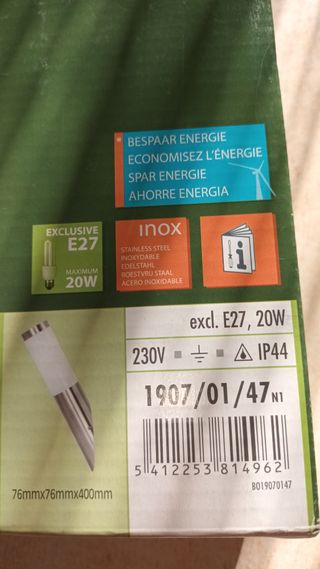 BESPAAR ENERGIE
ECONOMISEZ L'ÉNERGIE
SPAR ENERGIE
AHORRE ENERGIA
EXCLUSIVE
E27
MAXIMUM
20W
inox
STAINLESS STEEL
INOXYDABLE
EDELSTAHL
ROESTVRIJ STAAL
ACERO INOXIDABLE
i
excl. E27, 20W
230V IP44
1907/01/47 N1
5 412253 814962
BO19070147
76mmx76mmx400mm